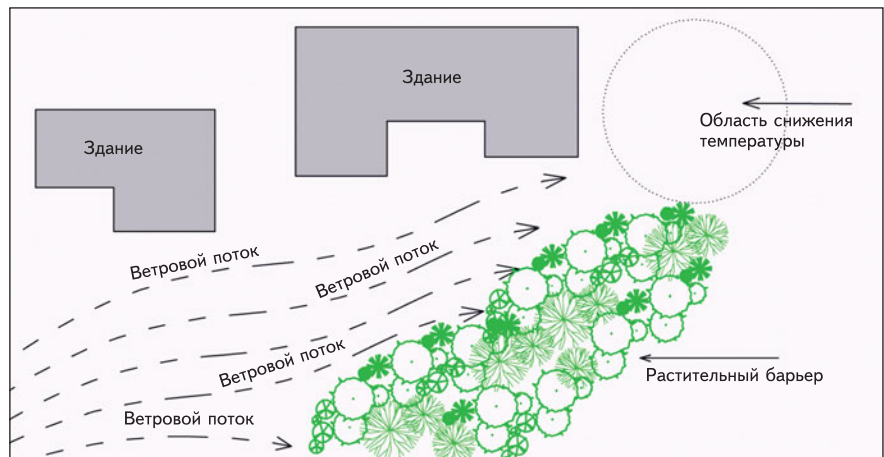 Здание
Здание
Область снижения
температуры
Ветровой поток
Ветровой поток
Ветровой поток
Растительный барьер
Ветровой поток